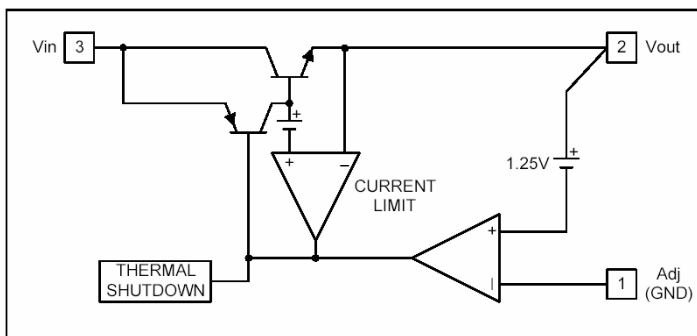 Vin 3
2 Vout
+
+ −
1.25V +
CURRENT
LIMIT
+
−
THERMAL
SHUTDOWN
1 Adj
(GND)